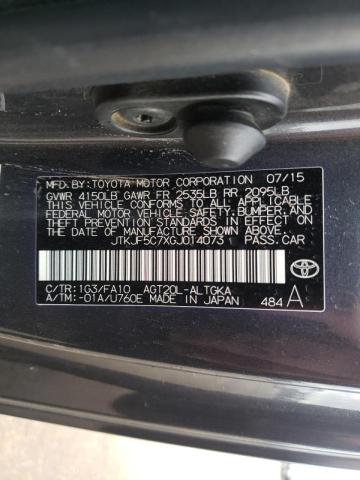 MFD.BY:TOYOTA MOTOR CORPORATION 07/15
GVWR 4150LB GAWR FR 2535LB RR 2095LB
THIS VEHICLE CONFORMS TO ALL APPLICABLE
FEDERAL MOTOR VEHICLE SAFETY, BUMPER, AND
THEFT PREVENTION STANDARDS IN EFFECT ON
THE DATE OF MANUFACTURE SHOWN ABOVE.
JTKJF5C7XGJ014073 PASS.CAR
C/TR:1G3/FA10 AGT20L-ALTGKA
A/TM:-01A/U760E MADE IN JAPAN 484 A